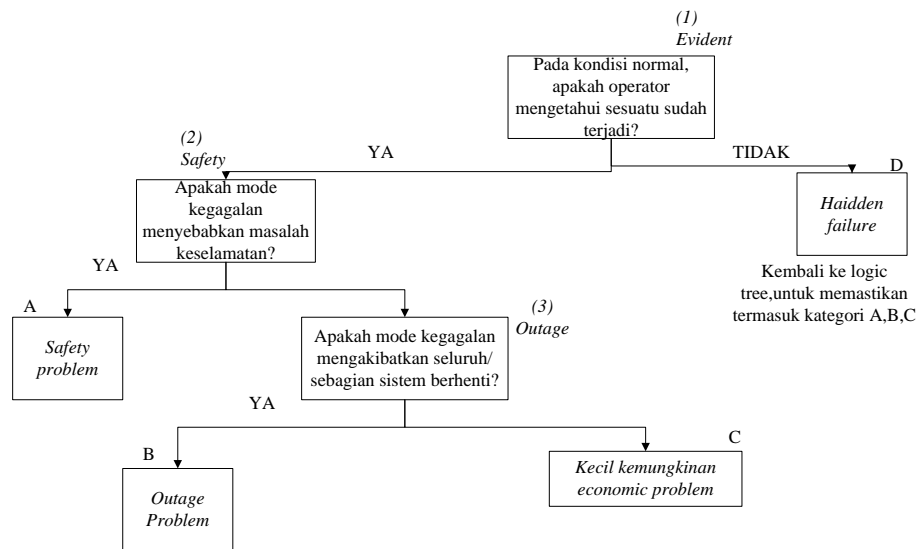 (1)
Evident
Pada kondisi normal,
apakah operator
mengetahui sesuatu sudah
terjadi?
(2)
Safety
YA
TIDAK
Apakah mode
kegagalan
menyebabkan masalah
keselamatan?
D
Haidden
failure
Kembali ke logic
tree,untuk memastikan
termasuk kategori A,B,C
YA
A
Safety
problem
(3)
Outage
Apakah mode kegagalan
mengakibatkan seluruh/
sebagian sistem berhenti?
YA
B
Outage
Problem
C
Kecil kemungkinan
economic problem